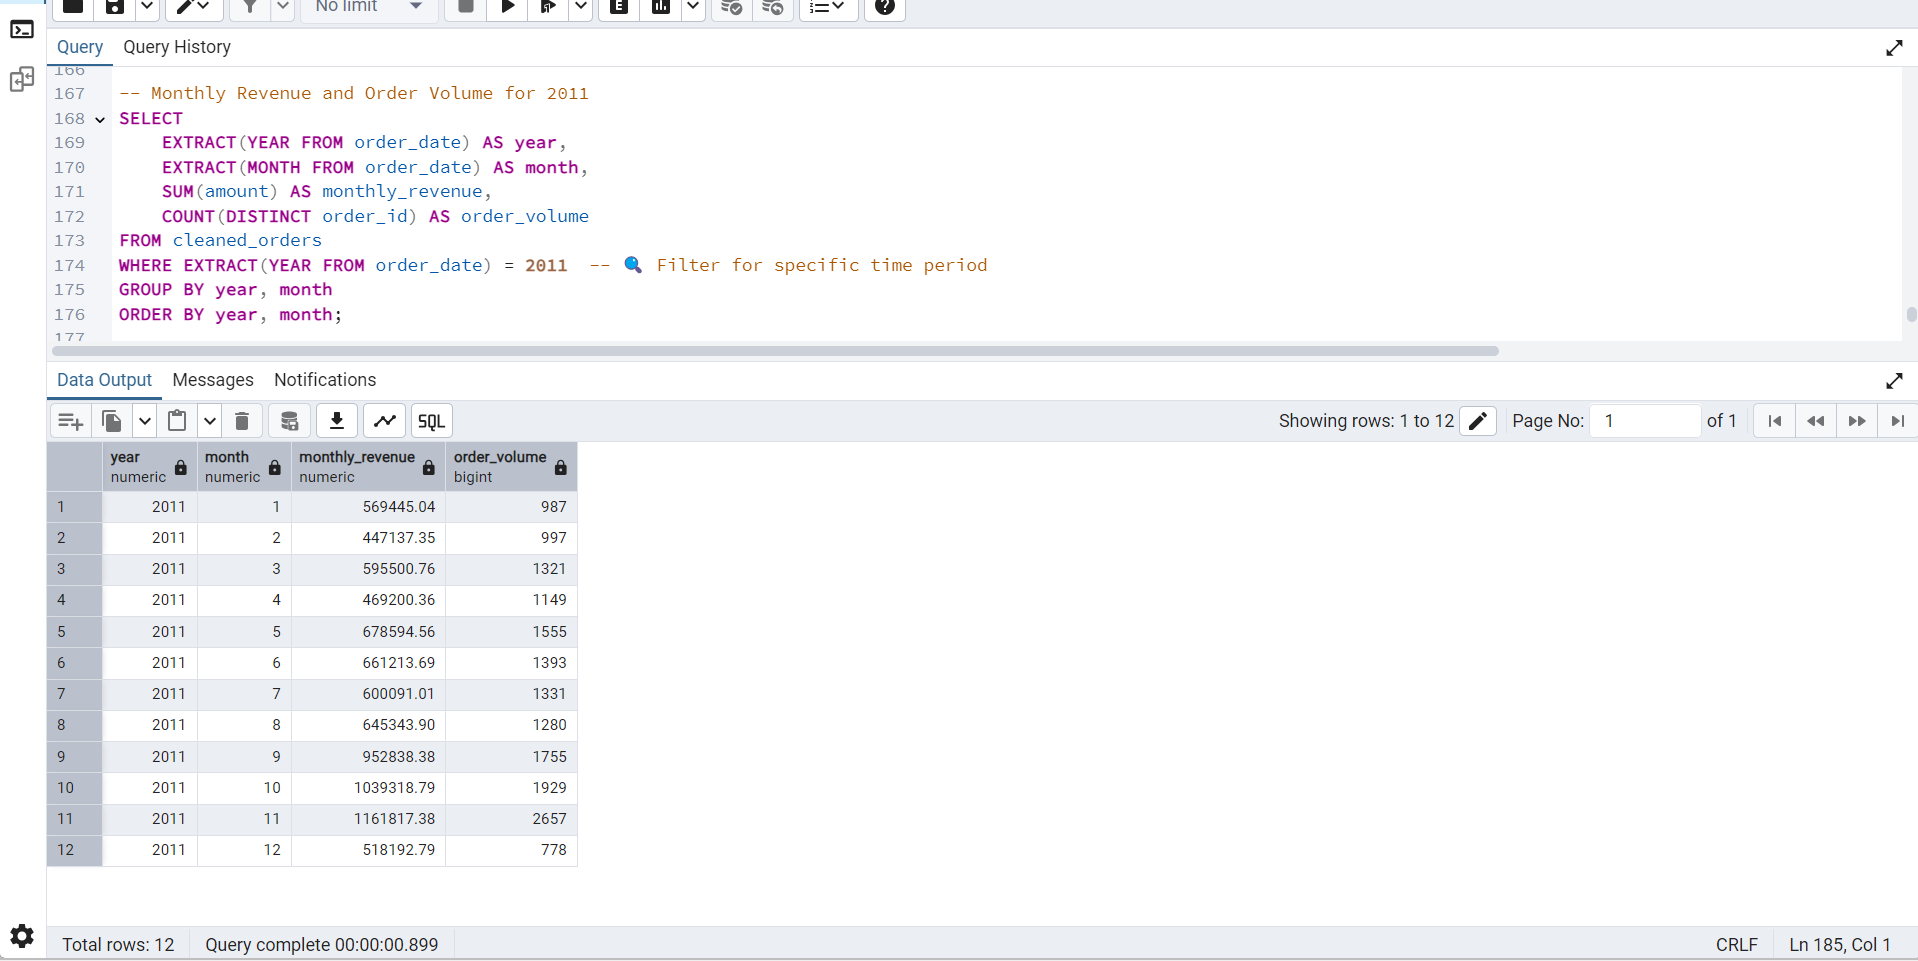 No limit
E
Query Query History
166
167 -- Monthly Revenue and Order Volume for 2011
168 SELECT
169 EXTRACT(YEAR FROM order_date) AS year,
170 EXTRACT(MONTH FROM order_date) AS month,
171 SUM(amount) AS monthly_revenue,
172 COUNT(DISTINCT order_id) AS order_volume
173 FROM cleaned_orders
174 WHERE EXTRACT(YEAR FROM order_date) = 2011 -- 🔍 Filter for specific time period
175 GROUP BY year, month
176 ORDER BY year, month;
177
Data Output Messages Notifications
SQL Showing rows: 1 to 12 Page No: 1 of 1
year month monthly_revenue order_volume
numeric numeric numeric bigint
1 2011 1 569445.04 987
2 2011 2 447137.35 997
3 2011 3 595500.76 1321
4 2011 4 469200.36 1149
5 2011 5 678594.56 1555
6 2011 6 661213.69 1393
7 2011 7 600091.01 1331
8 2011 8 645343.90 1280
9 2011 9 952838.38 1755
10 2011 10 1039318.79 1929
11 2011 11 1161817.38 2657
12 2011 12 518192.79 778
Total rows: 12 Query complete 00:00:00.899 CRLF Ln 185, Col 1